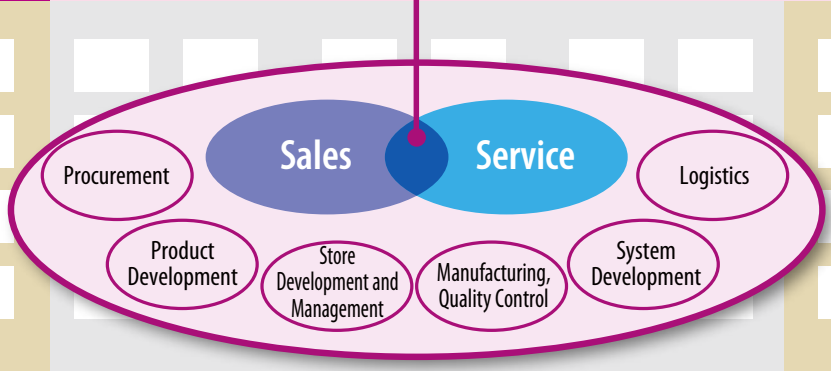 Sales
Service
Procurement
Logistics
Product
Development
Store
Development and
Management
Manufacturing,
Quality Control
System
Development